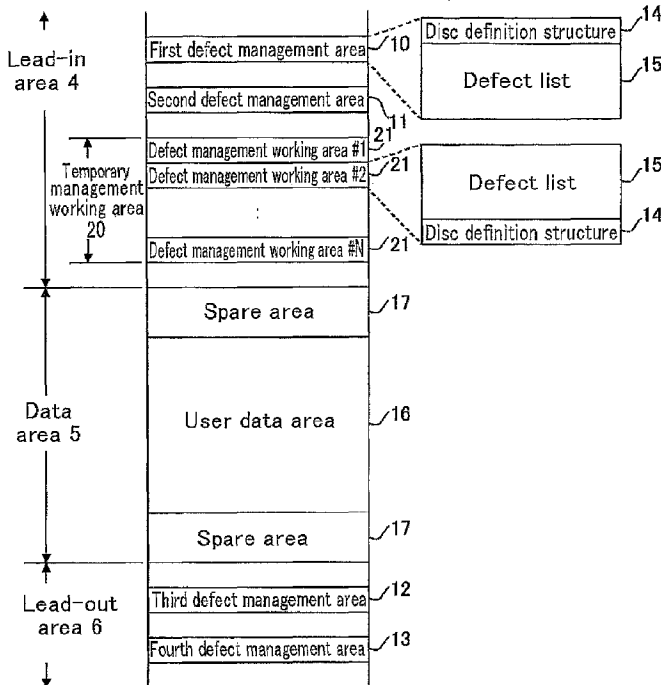 Lead-in
area 4
First defect management area
10
Disc definition structure
14
Defect list
15
Second defect management area
11
Temporary
management
working area
20
Defect management working area #1
21
Defect management working area #2
21
:
Defect management working area #N
21
Defect list
15
Disc definition structure
14
Data
area 5
Spare area
17
User data area
16
Spare area
17
Lead-out
area 6
Third defect management area
12
Fourth defect management area
13